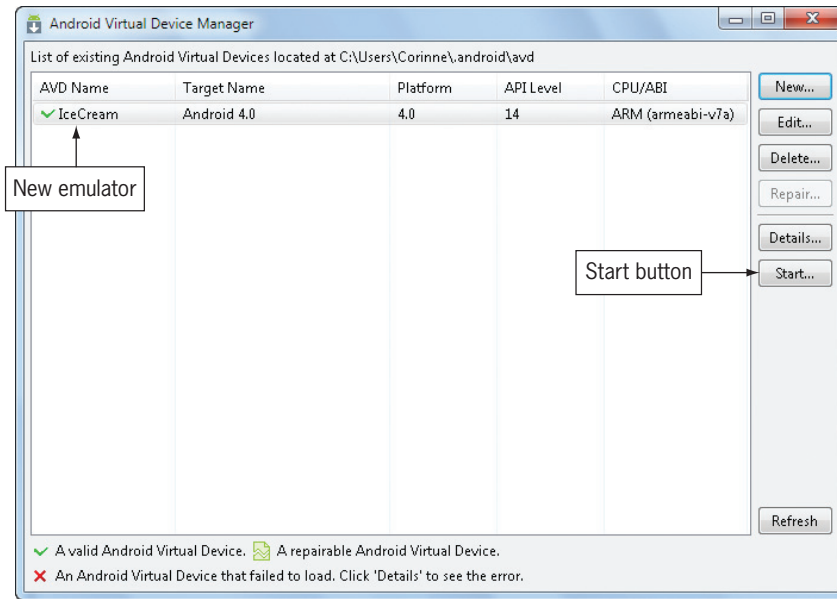 Android Virtual Device Manager
List of existing Android Virtual Devices located at C:\Users\Corinne\.android\avd
AVD Name Target Name Platform API Level CPU/ABI
IceCream Android 4.0 4.0 14 ARM (armeabi-v7a)
New...
Edit...
Delete...
Repair...
Details...
Start...
New emulator
Start button
Refresh
A valid Android Virtual Device. A repairable Android Virtual Device.
An Android Virtual Device that failed to load. Click 'Details' to see the error.